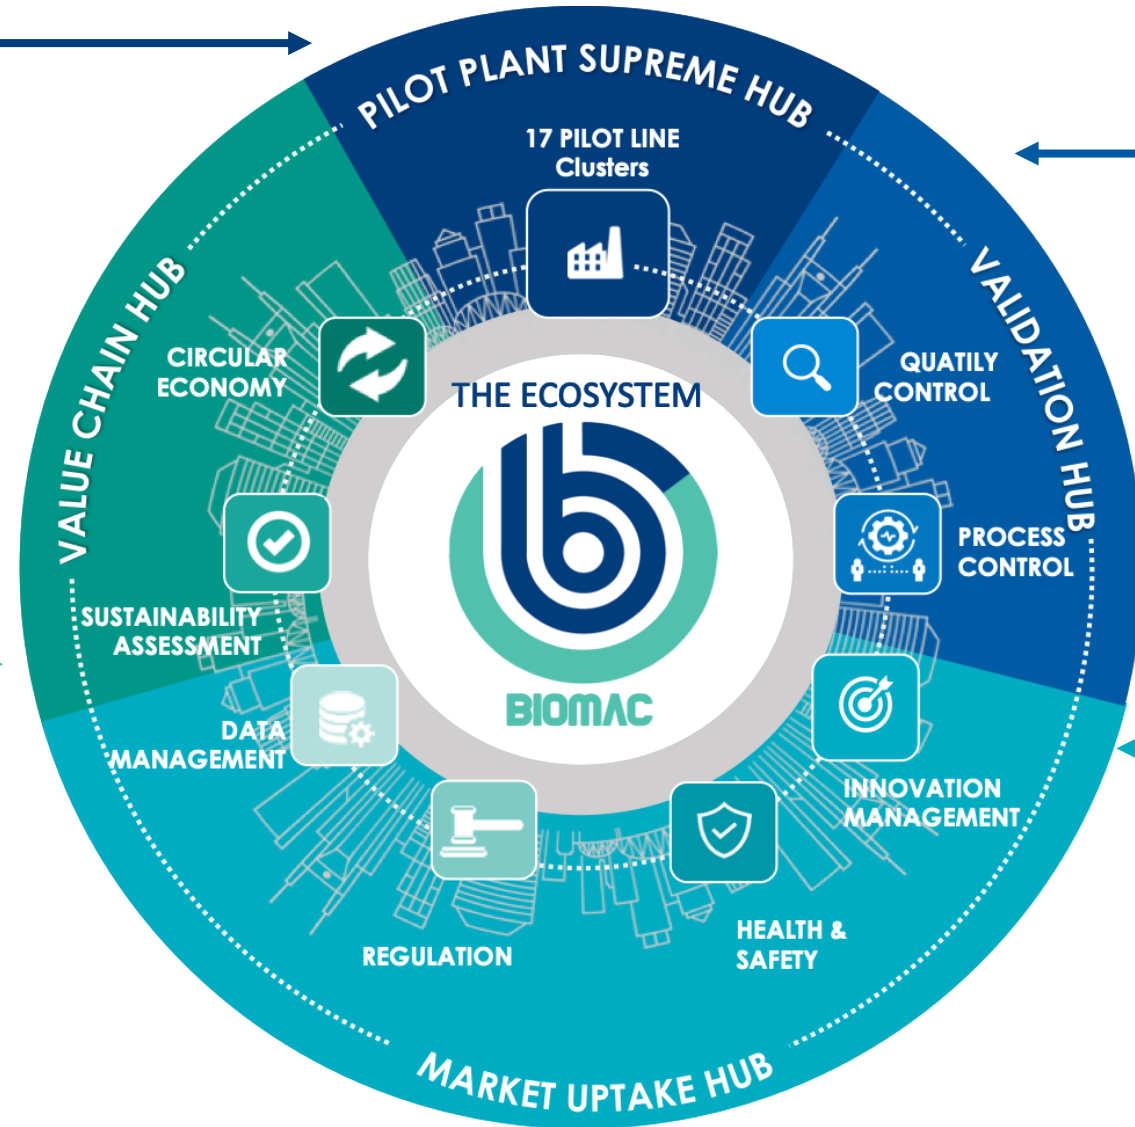 PILOT PLANT SUPREME HUB
17 PILOT LINE
Clusters
VALIDATION HUB
QUATILY
CONTROL
PROCESS
CONTROL
VALUE CHAIN HUB
CIRCULAR
ECONOMY
SUSTAINABILITY
ASSESSMENT
THE ECOSYSTEM
BIOMAC
DATA
MANAGEMENT
REGULATION
HEALTH &
SAFETY
INNOVATION
MANAGEMENT
MARKET UPTAKE HUB